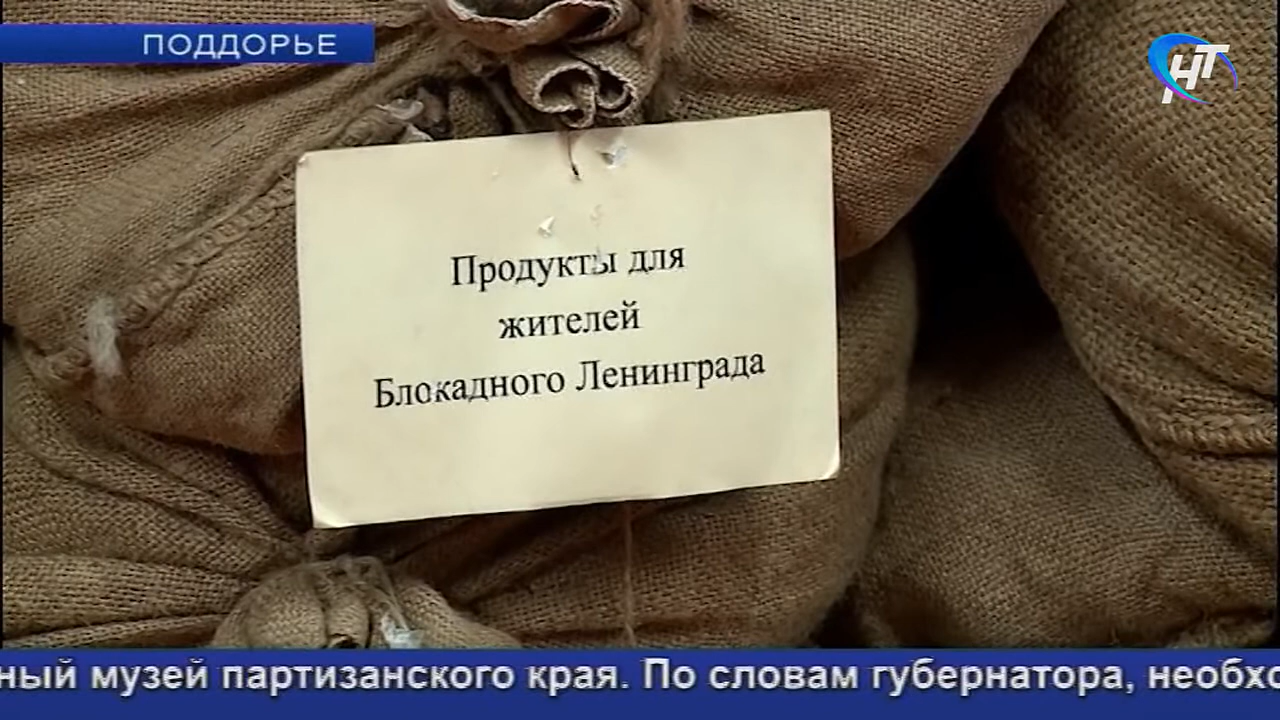 ПОДДОРЬЕ
НТ
Продукты для
жителей
Блокадного Ленинграда
ный музей партизанского края. По словам губернатора, необхо